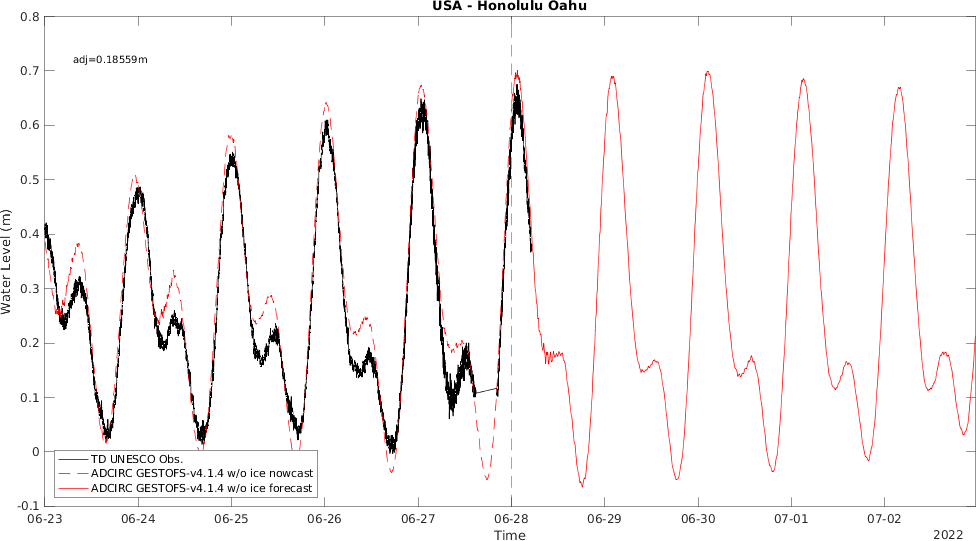 USA - Honolulu Oahu
adj=0.18559m
Water Level (m)
0.8
0.7
0.6
0.5
0.4
0.3
0.2
0.1
0
-0.1
TD UNESCO Obs.
ADCIRC GESTOFS-v4.1.4 w/o ice nowcast
ADCIRC GESTOFS-v4.1.4 w/o ice forecast
06-23 06-24 06-25 06-26 06-27 06-28 06-29 06-30 07-01 07-02
Time
2022